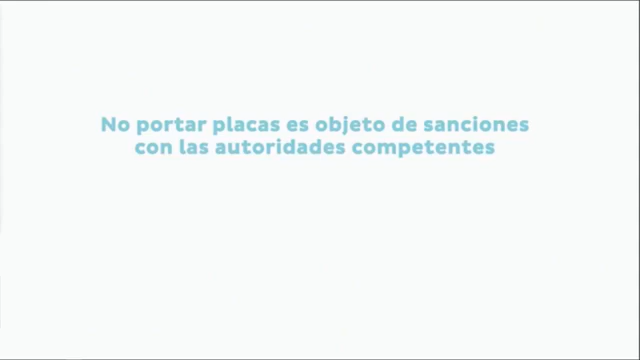 No portar placas es objeto de sanciones
con las autoridades competentes